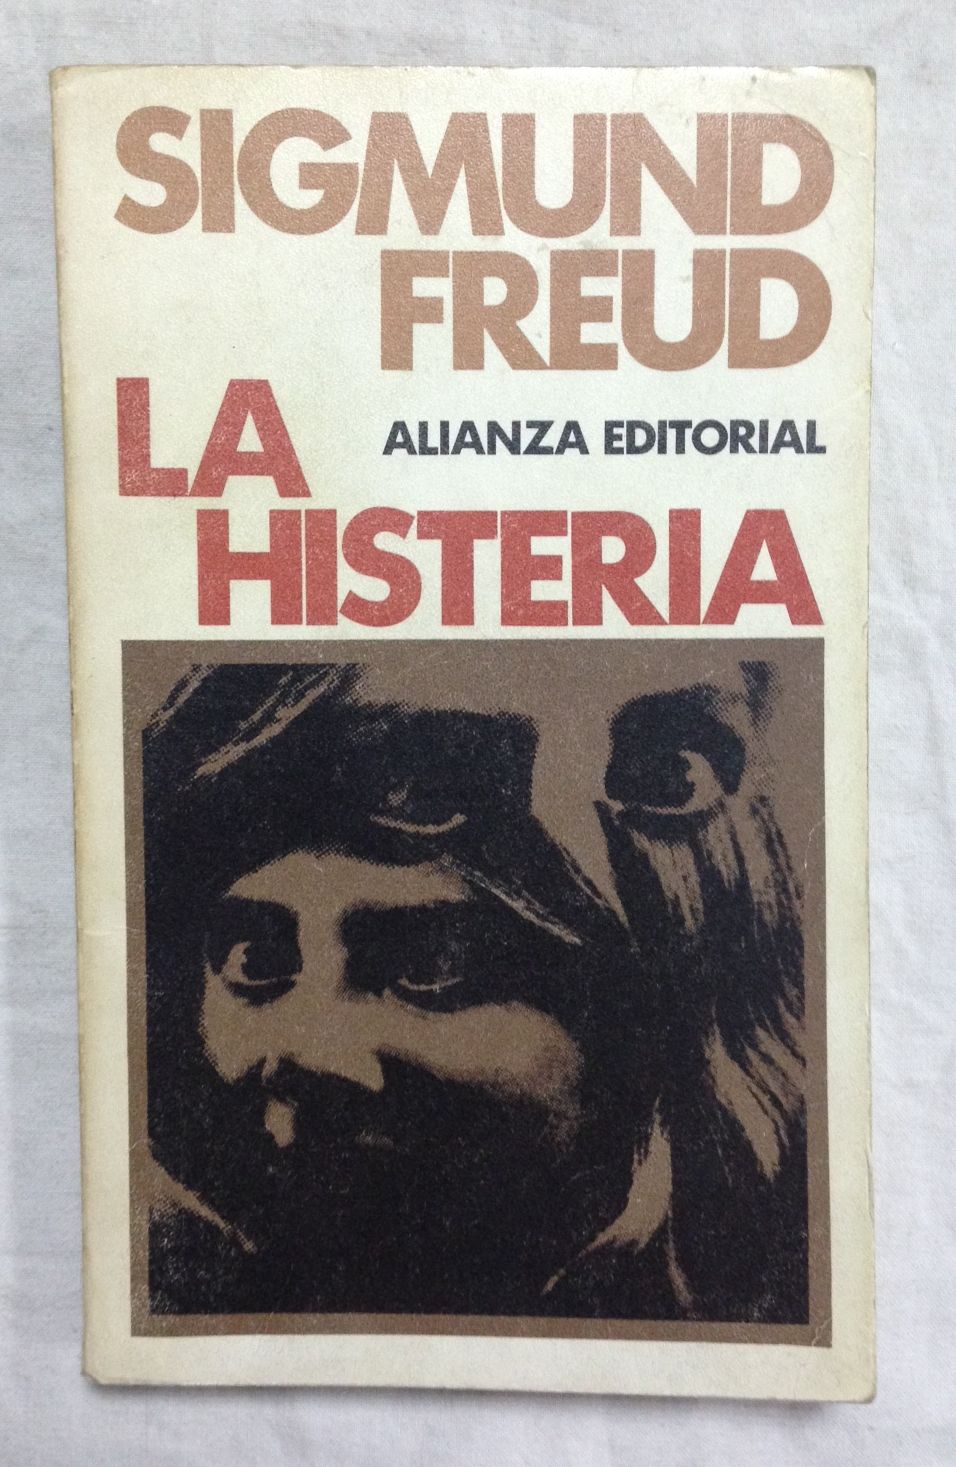 SIGMUND
FREUD
LA
ALIANZA EDITORIAL
HISTERIA